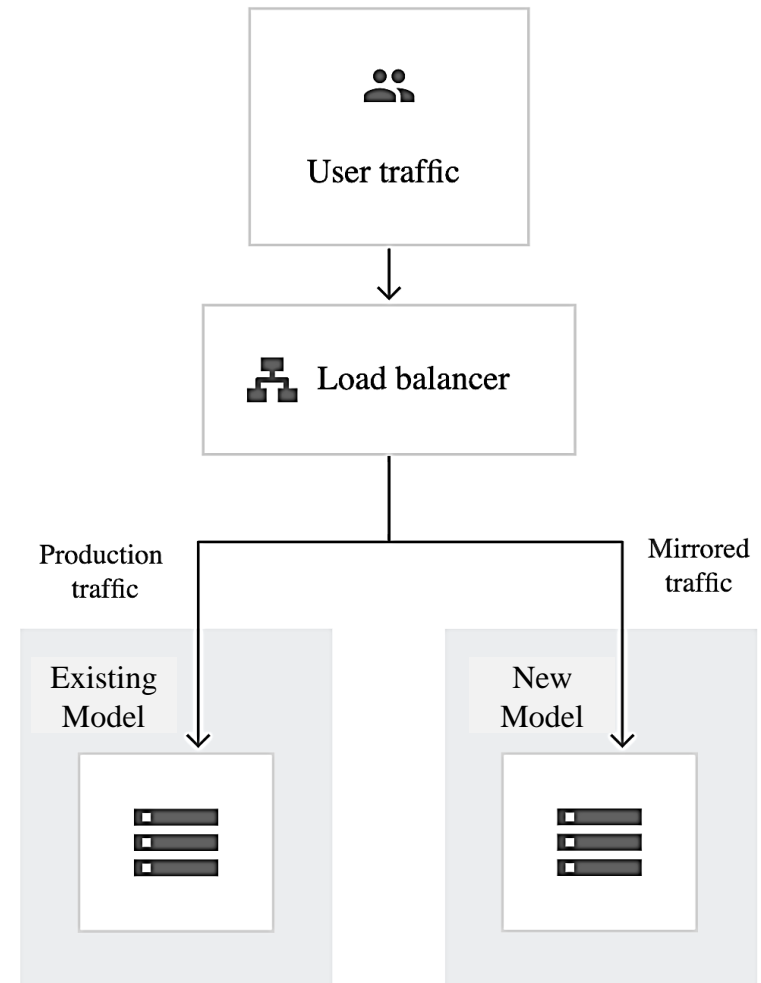 User traffic
Load balancer
Production
traffic
Mirrored
traffic
Existing
Model
New
Model